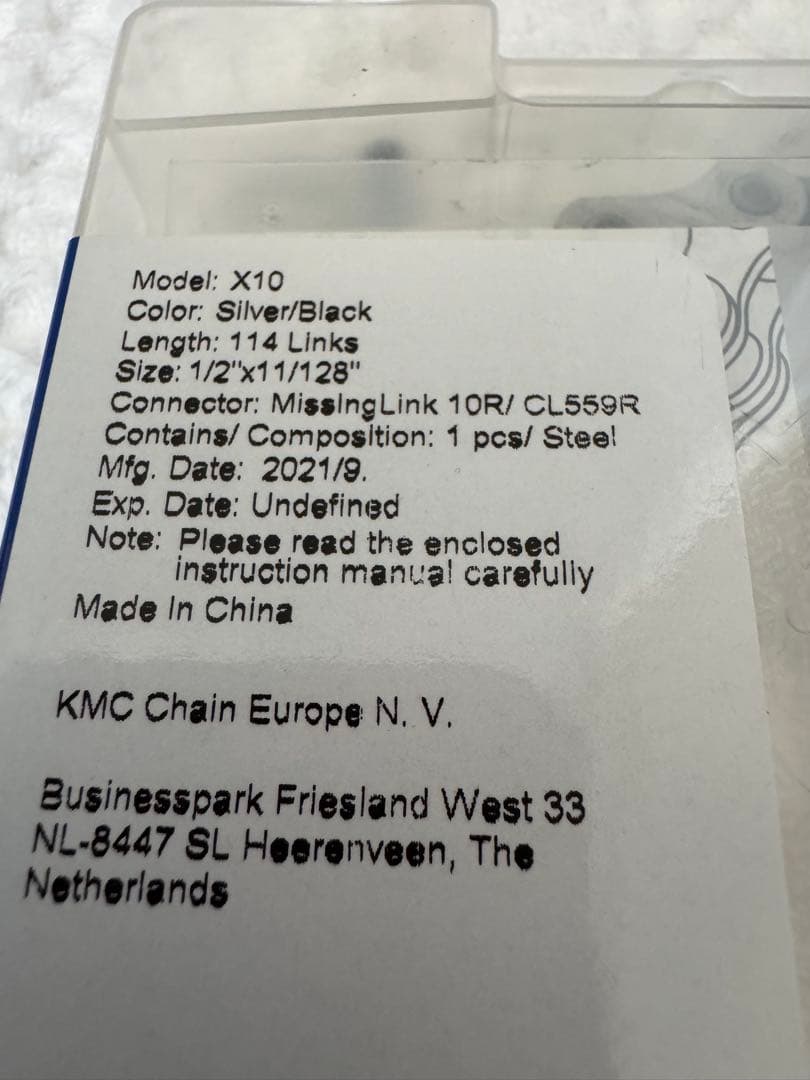 Model: X10
Color: Silver/Black
Length: 114 Links
Size: 1/2"x11/128"
Connector: MissingLink 10R/ CL559R
Contains/ Composition: 1 pcs/ Steel
Mfg. Date: 2021/9.
Exp. Date: Undefined
Note: Please read the enclosed
instruction manual carefully
Made In China
KMC Chain Europe N. V.
Businesspark Friesland West 33
NL-8447 SL Heerenveen, The
Netherlands